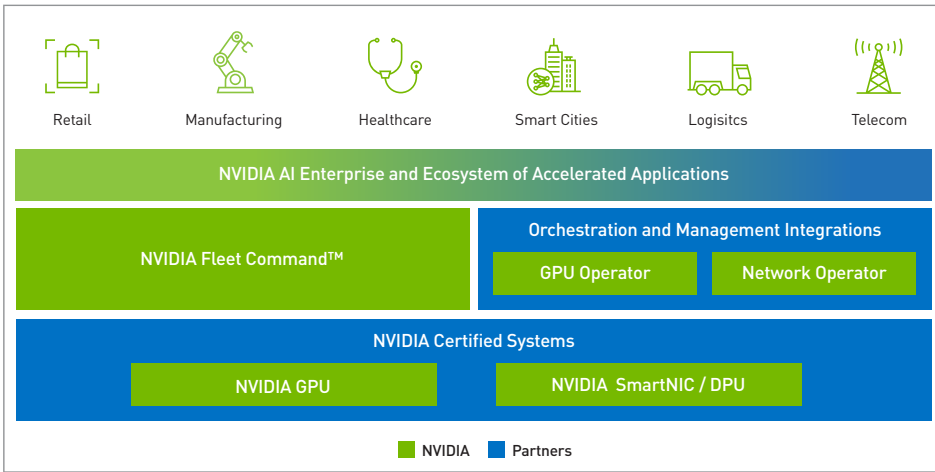 Retail
Manufacturing
Healthcare
Smart Cities
Logisitcs
Telecom
NVIDIA AI Enterprise and Ecosystem of Accelerated Applications
NVIDIA Fleet Command™
Orchestration and Management Integrations
GPU Operator
Network Operator
NVIDIA Certified Systems
NVIDIA GPU
NVIDIA SmartNIC / DPU
NVIDIA
Partners